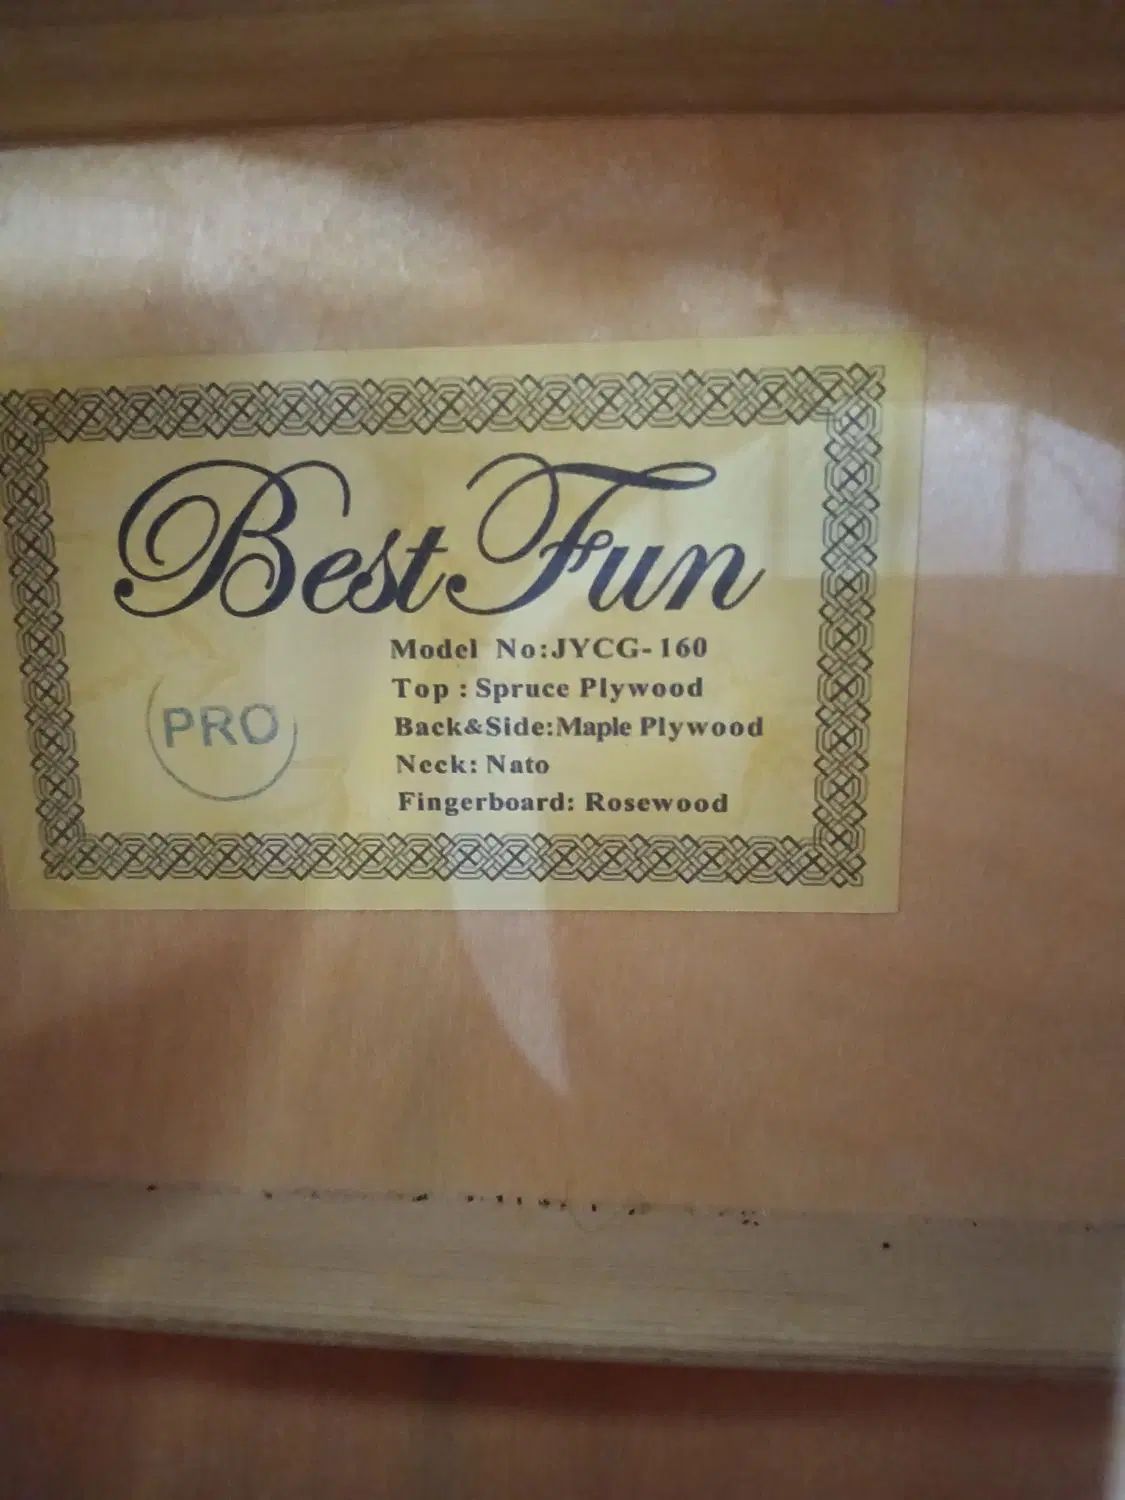 Best Fun
Model No:JYCG-160
Top : Spruce Plywood
Back&Side:Maple Plywood
PRO
Neck: Nato
Fingerboard: Rosewood